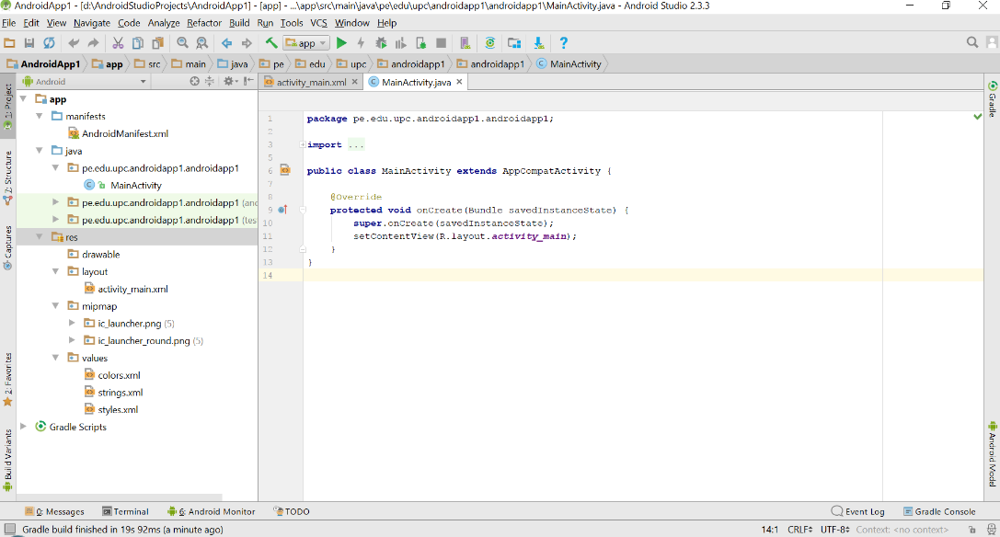 AndroidApp1 - [d:\AndroidStudioProjects\AndroidApp1] - [app] - ...\app\src\main\java\pe\edu\upc\androidapp1\androidapp1\MainActivity.java - Android Studio 2.3.3
File Edit View Navigate Code Analyze Refactor Build Run Tools VCS Window Help
app
AndroidApp1 app src main java pe edu upc androidapp1 androidapp1 MainActivity
Android
activity_main.xml MainActivity.java
1: Project
7: Structure
Captures
2: Favorites
Build Variants
app
manifests
AndroidManifest.xml
java
pe.edu.upc.androidapp1.androidapp1
MainActivity
pe.edu.upc.androidapp1.androidapp1 (and
pe.edu.upc.androidapp1.androidapp1 (tes
res
drawable
layout
activity_main.xml
mipmap
ic_launcher.png (5)
ic_launcher_round.png (5)
values
colors.xml
strings.xml
styles.xml
Gradle Scripts
1 package pe.edu.upc.androidapp1.androidapp1;
2
3 import ...
5
6 public class MainActivity extends AppCompatActivity {
7
8 @Override
9 protected void onCreate(Bundle savedInstanceState) {
10 super.onCreate(savedInstanceState);
11 setContentView(R.layout.activity_main);
12 }
13 }
14
Gradle
Android Model
0: Messages Terminal 6: Android Monitor TODO Event Log Gradle Console
Gradle build finished in 19s 92ms (a minute ago) 14:1 CRLF UTF-8 Context: <no context>